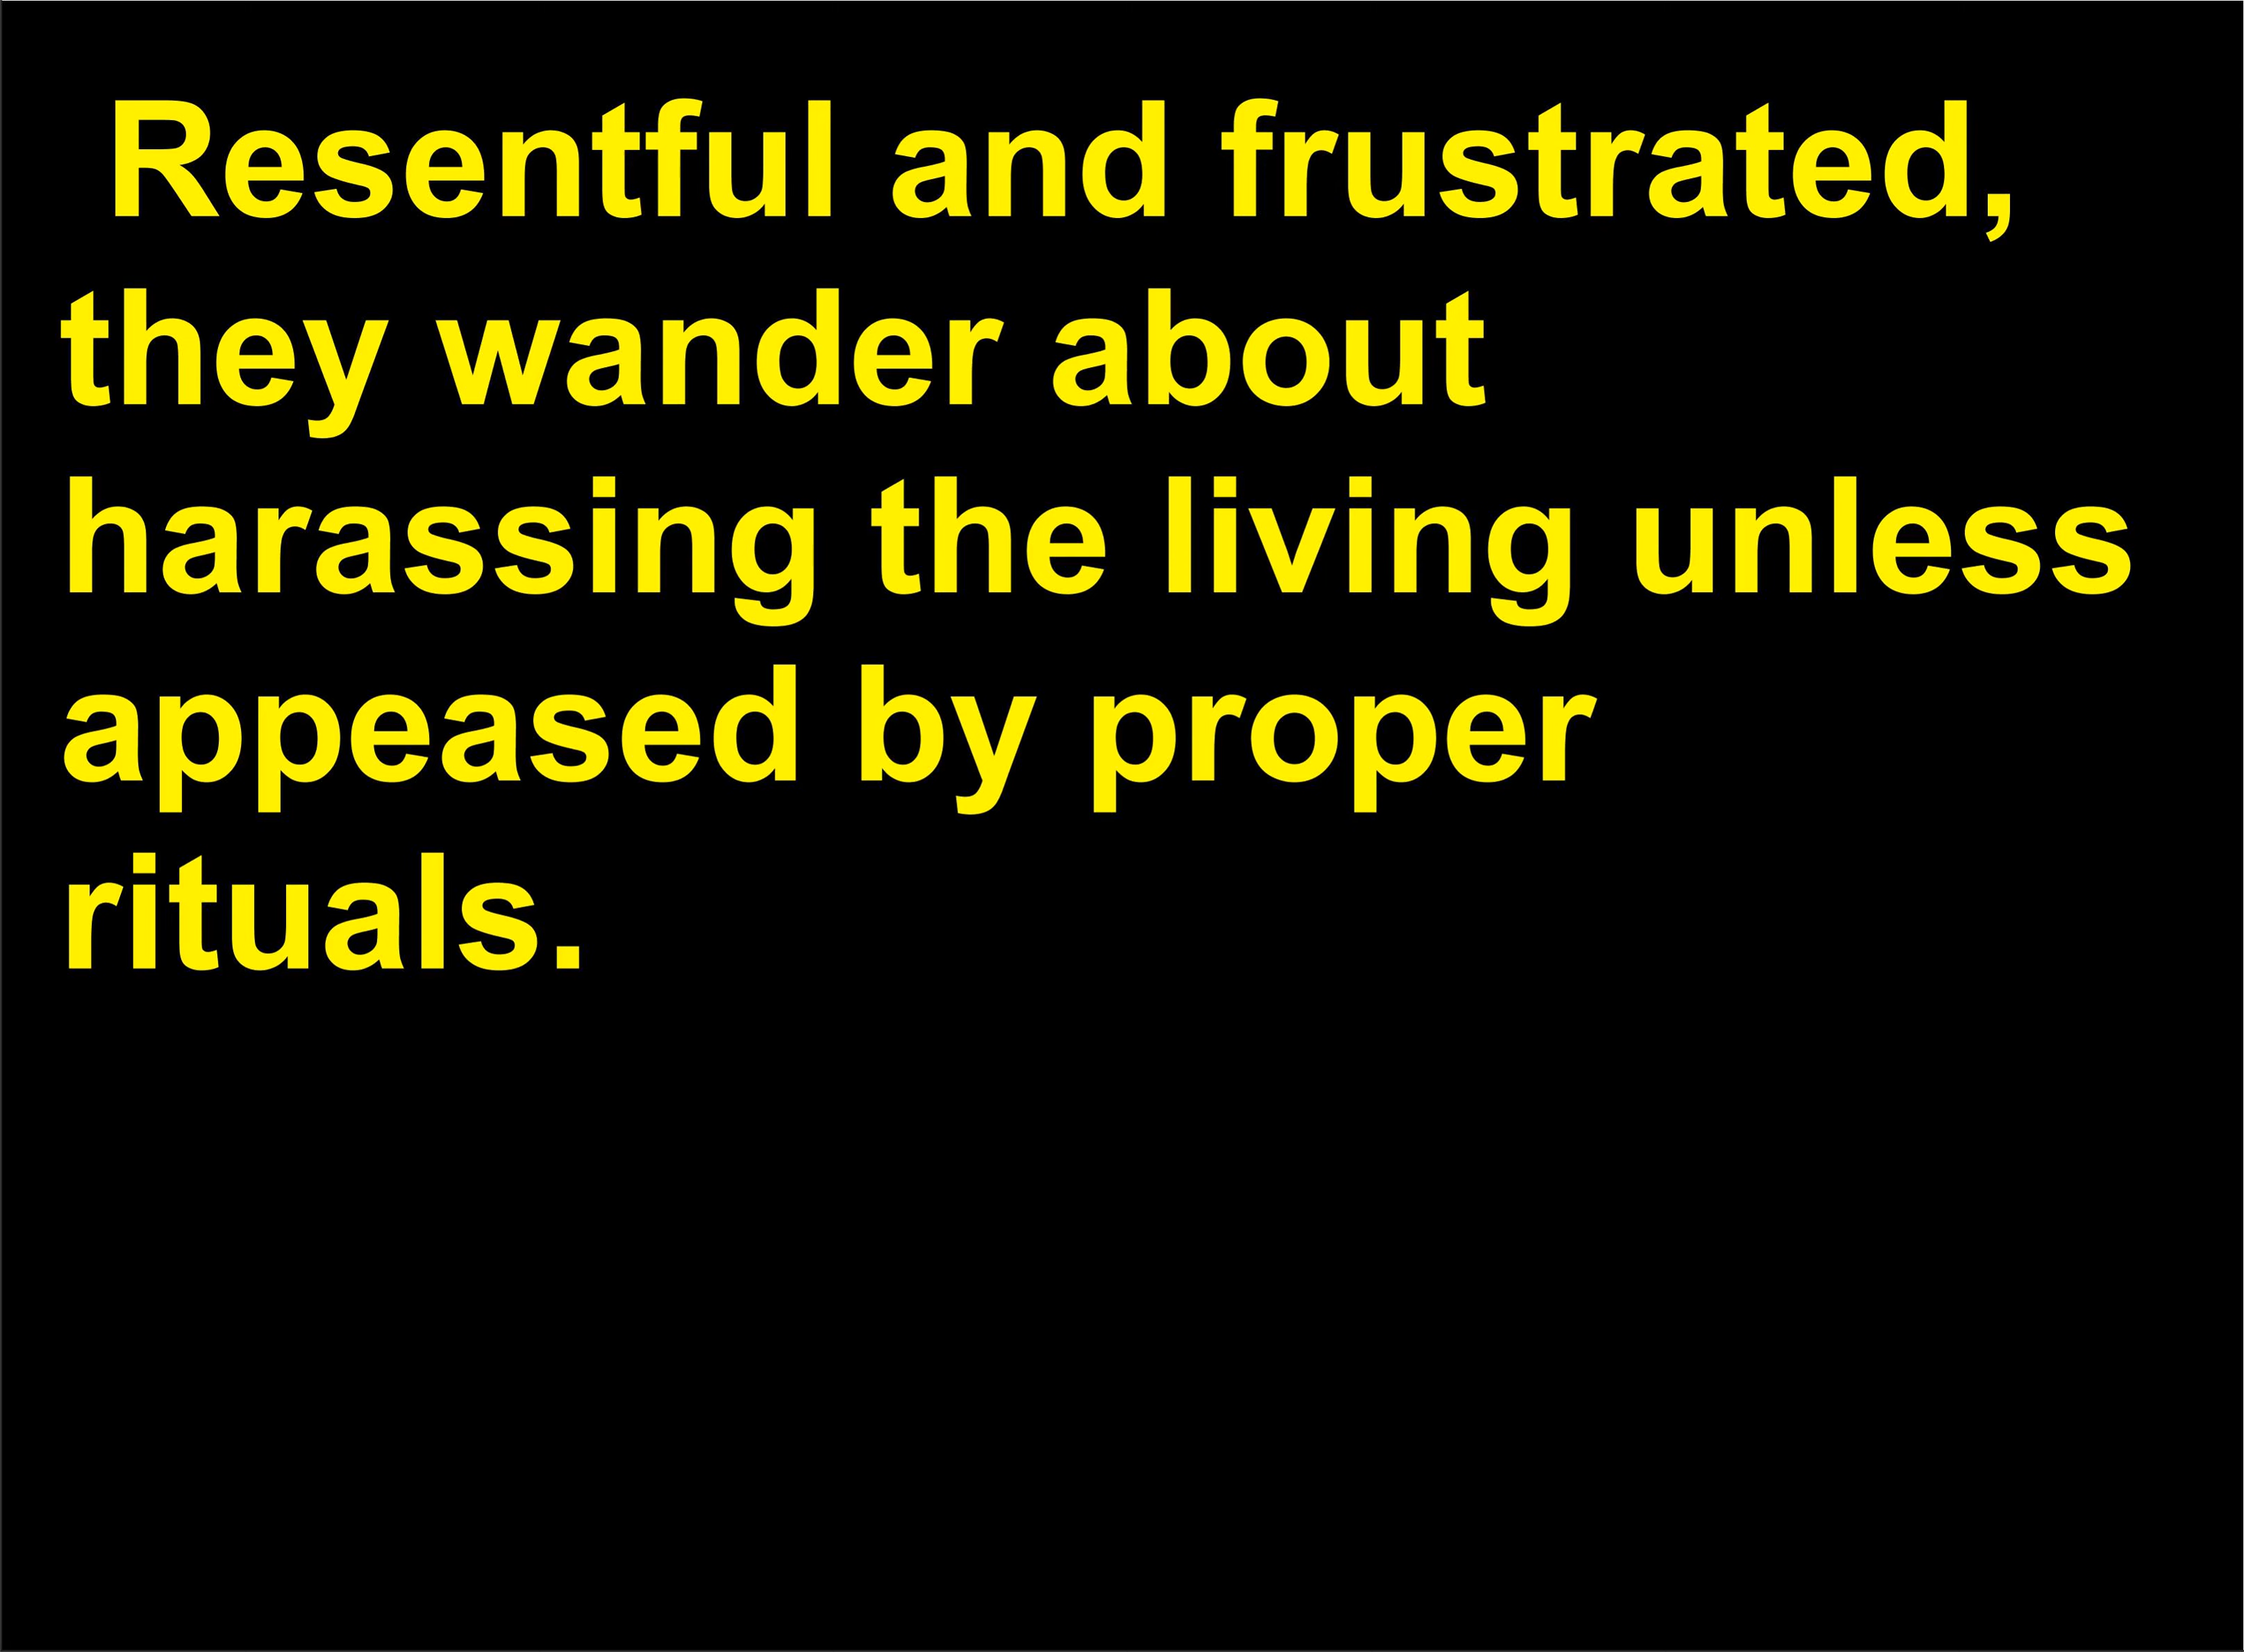 Resentful and frustrated,
they wander about
harassing the living unless
appeased by proper
rituals.